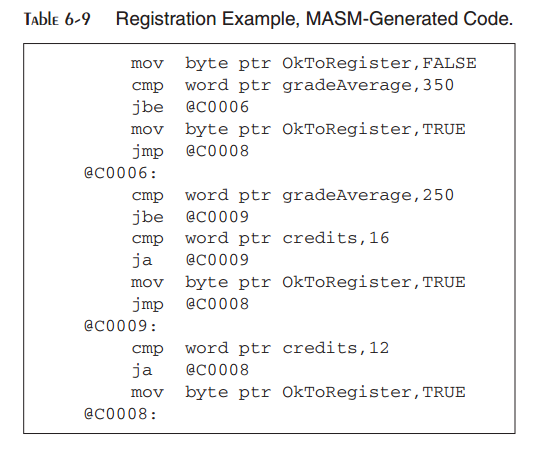 TABLE 6-9 Registration Example, MASM-Generated Code.
mov byte ptr OkToRegister,FALSE
cmp word ptr gradeAverage,350
jbe @C0006
mov byte ptr OkToRegister,TRUE
jmp @C0008
@C0006:
cmp word ptr gradeAverage,250
jbe @C0009
cmp word ptr credits,16
ja @C0009
mov byte ptr OkToRegister,TRUE
jmp @C0008
@C0009:
cmp word ptr credits,12
ja @C0008
mov byte ptr OkToRegister,TRUE
@C0008: